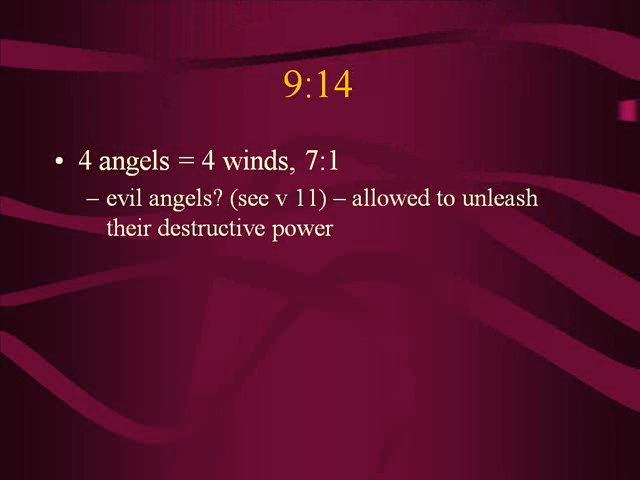 9:14
• 4 angels = 4 winds, 7:1
– evil angels? (see v 11) – allowed to unleash
their destructive power